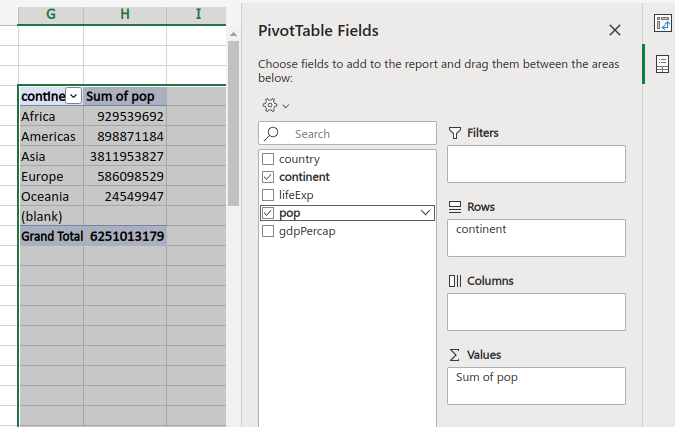 G H I
contine Sum of pop
Africa 929539692
Americas 898871184
Asia 3811953827
Europe 586098529
Oceania 24549947
(blank)
Grand Total 6251013179
PivotTable Fields
Choose fields to add to the report and drag them between the areas
below:
Search
country
continent
lifeExp
pop
gdpPercap
Filters
Rows
continent
Columns
Values
Sum of pop